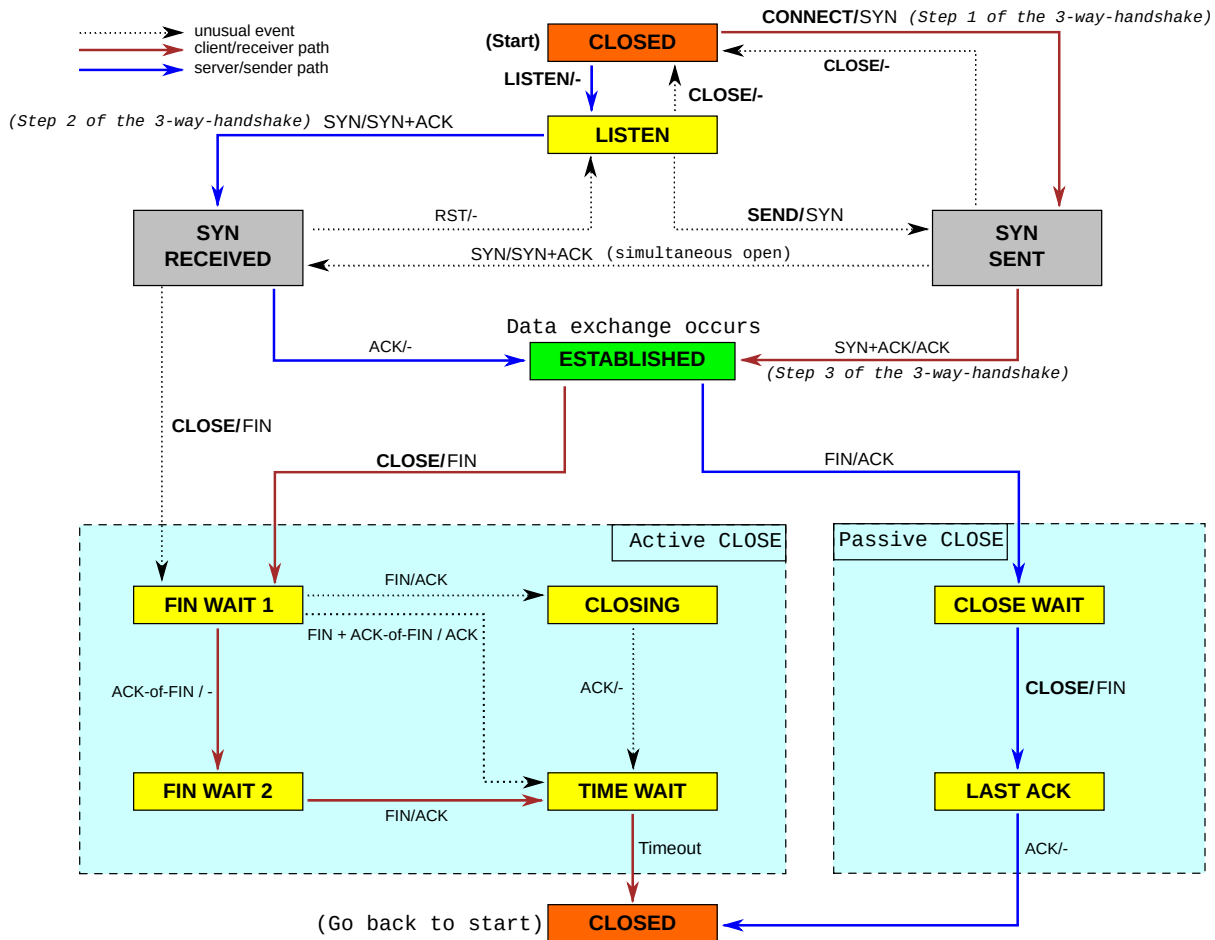 unusual event
client/receiver path
server/sender path
CONNECT/SYN (Step 1 of the 3-way-handshake)
(Start)
CLOSED
CLOSE/-
LISTEN/-
CLOSE/-
(Step 2 of the 3-way-handshake) SYN/SYN+ACK
LISTEN
RST/-
SEND/SYN
SYN
RECEIVED
SYN
SENT
SYN/SYN+ACK (simultaneous open)
Data exchange occurs
ACK/-
ESTABLISHED
SYN+ACK/ACK
(Step 3 of the 3-way-handshake)
CLOSE/FIN
CLOSE/FIN
FIN/ACK
Active CLOSE
Passive CLOSE
FIN WAIT 1
FIN/ACK
CLOSING
CLOSE WAIT
FIN + ACK-of-FIN / ACK
ACK-of-FIN / -
ACK/-
CLOSE/FIN
FIN WAIT 2
TIME WAIT
LAST ACK
FIN/ACK
Timeout
ACK/-
(Go back to start)
CLOSED